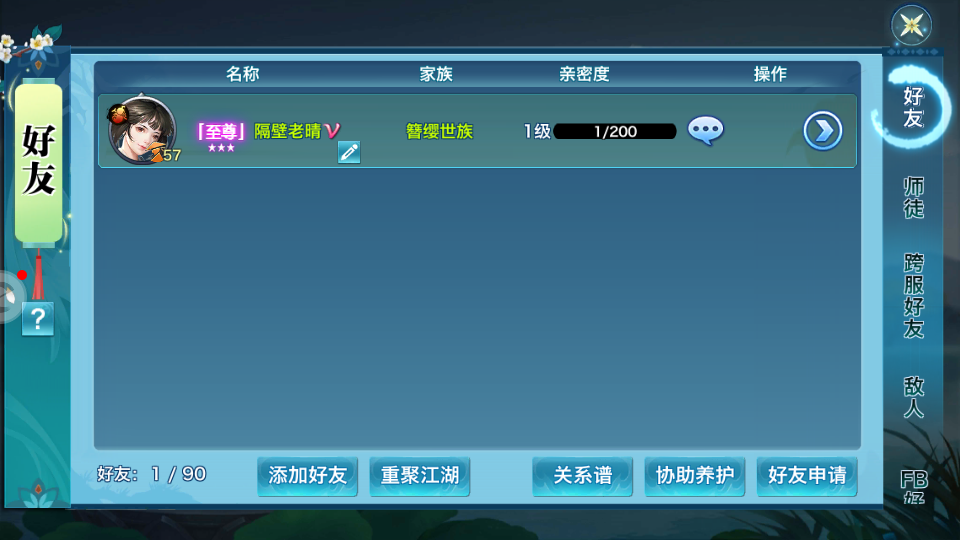 好友
名称 家族 亲密度 操作
[至尊] 隔壁老晴 簪缨世族 1级 1/200
57
?
好友：1 / 90
添加好友 重聚江湖 关系谱 协助养护 好友申请
好友
师徒
跨服好友
敌人
FB好